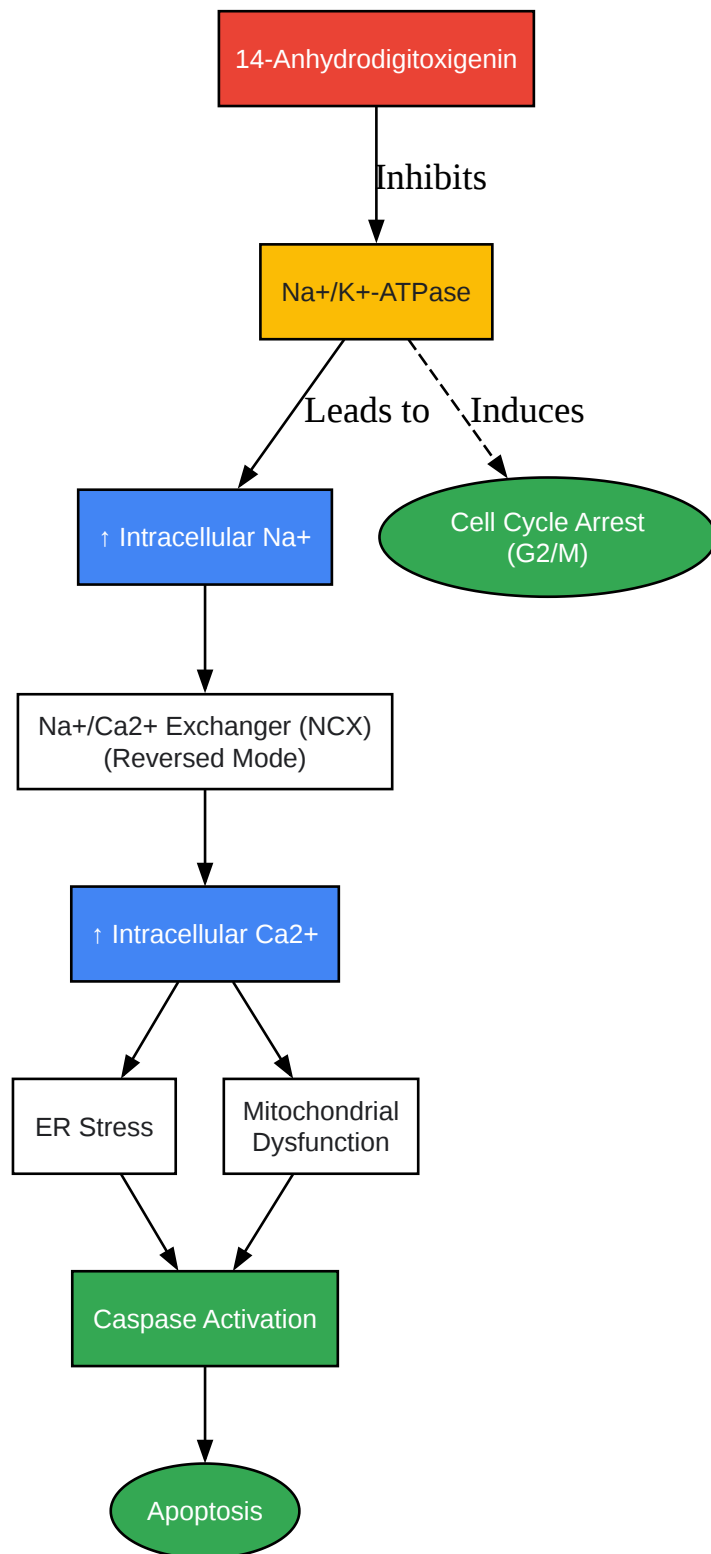 14-Anhydrodigitoxigenin
Inhibits
Na+/K+-ATPase
Leads to
Induces
↑ Intracellular Na+
Cell Cycle Arrest
(G2/M)
Na+/Ca2+ Exchanger (NCX)
(Reversed Mode)
↑ Intracellular Ca2+
ER Stress
Mitochondrial
Dysfunction
Caspase Activation
Apoptosis